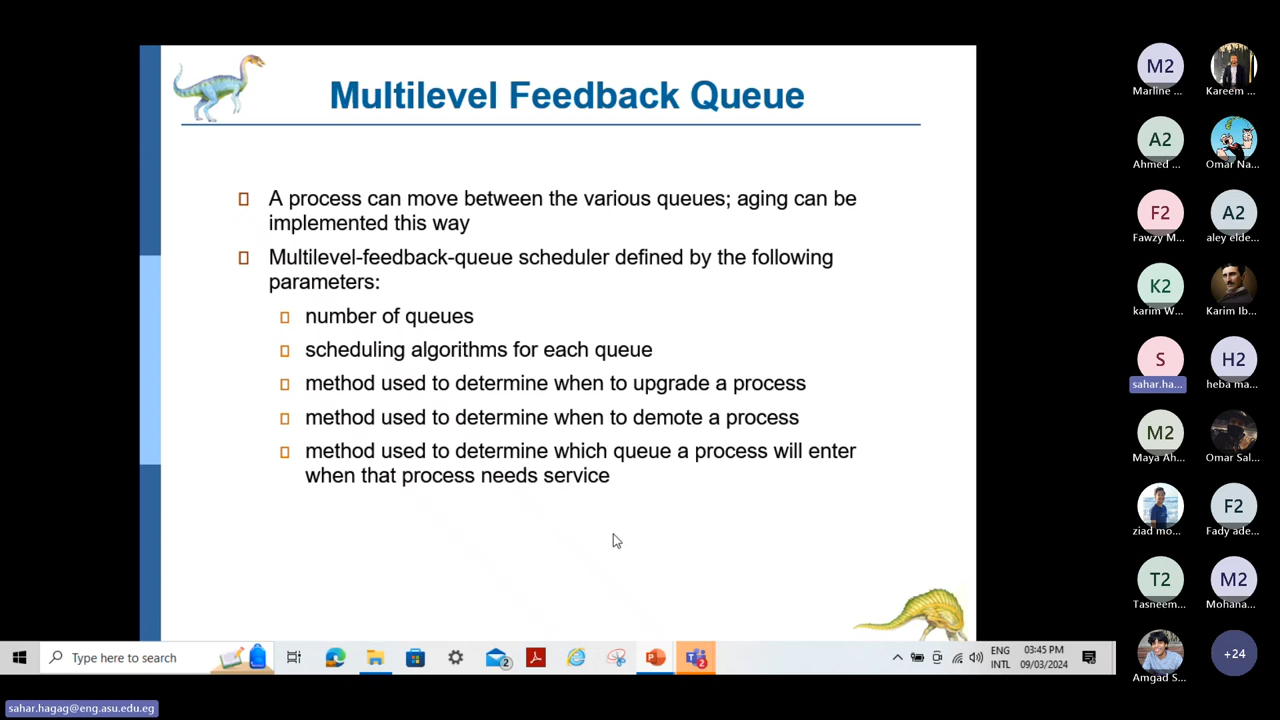 Multilevel Feedback Queue
A process can move between the various queues; aging can be
implemented this way
Multilevel-feedback-queue scheduler defined by the following
parameters:
number of queues
scheduling algorithms for each queue
method used to determine when to upgrade a process
method used to determine when to demote a process
method used to determine which queue a process will enter
when that process needs service
M2
Marline ...
Kareem ...
A2
Ahmed ...
Omar Na...
F2
Fawzy M...
A2
aley elde...
K2
karim W...
Karim Ib...
S
sahar.ha...
H2
heba ma...
M2
Maya Ah...
Omar Sal...
ziad mo...
F2
Fady ade...
T2
Tasneem...
M2
Mohana...
Amgad S...
+24
Type here to search
2
2
ENG
INTL
03:45 PM
09/03/2024
sahar.hagag@eng.asu.edu.eg